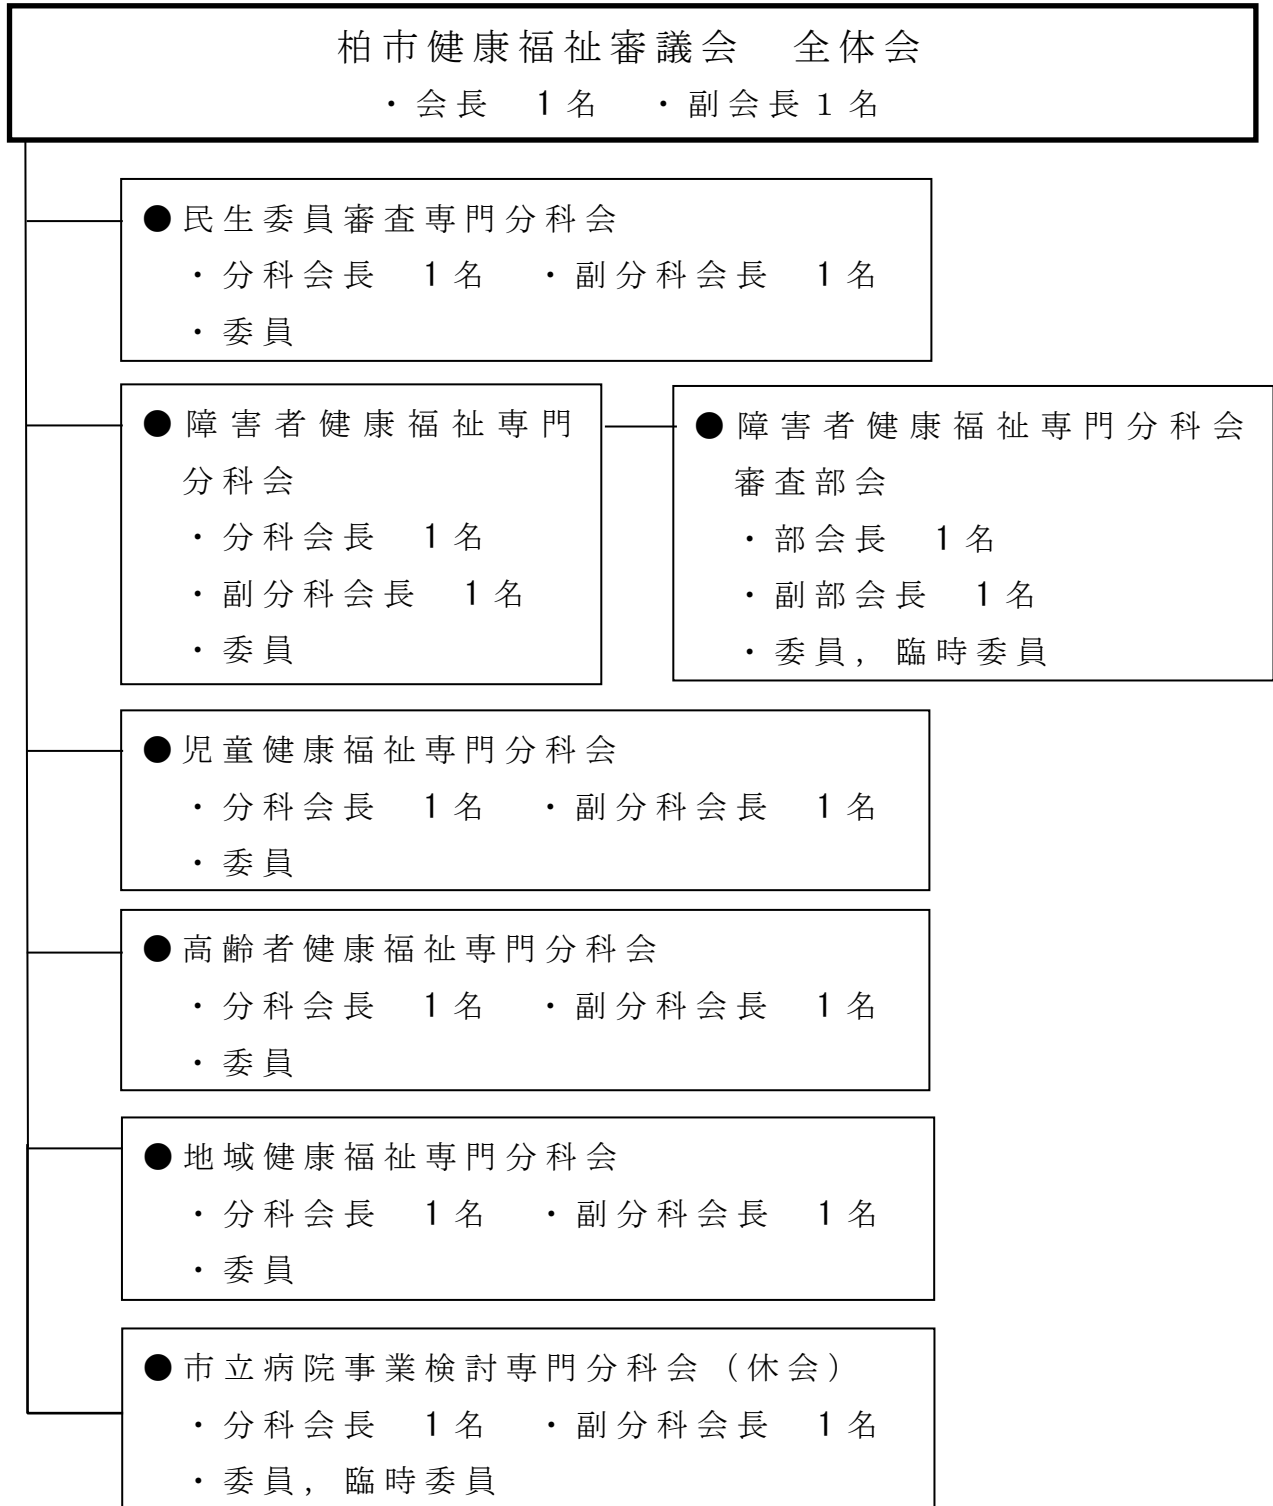 柏市健康福祉審議会　全体会
・会長　1名　・副会長１名
●民生委員審査専門分科会
・分科会長　1名　・副分科会長　1名
・委員
●障害者健康福祉専門
分科会
・分科会長　1名
・副分科会長　1名
・委員
●障害者健康福祉専門分科会
審査部会
・部会長　1名
・副部会長　1名
・委員，臨時委員
●児童健康福祉専門分科会
・分科会長　1名　・副分科会長　1名
・委員
●高齢者健康福祉専門分科会
・分科会長　1名　・副分科会長　1名
・委員
●地域健康福祉専門分科会
・分科会長　1名　・副分科会長　1名
・委員
●市立病院事業検討専門分科会（休会）
・分科会長　1名　・副分科会長　1名
・委員，臨時委員